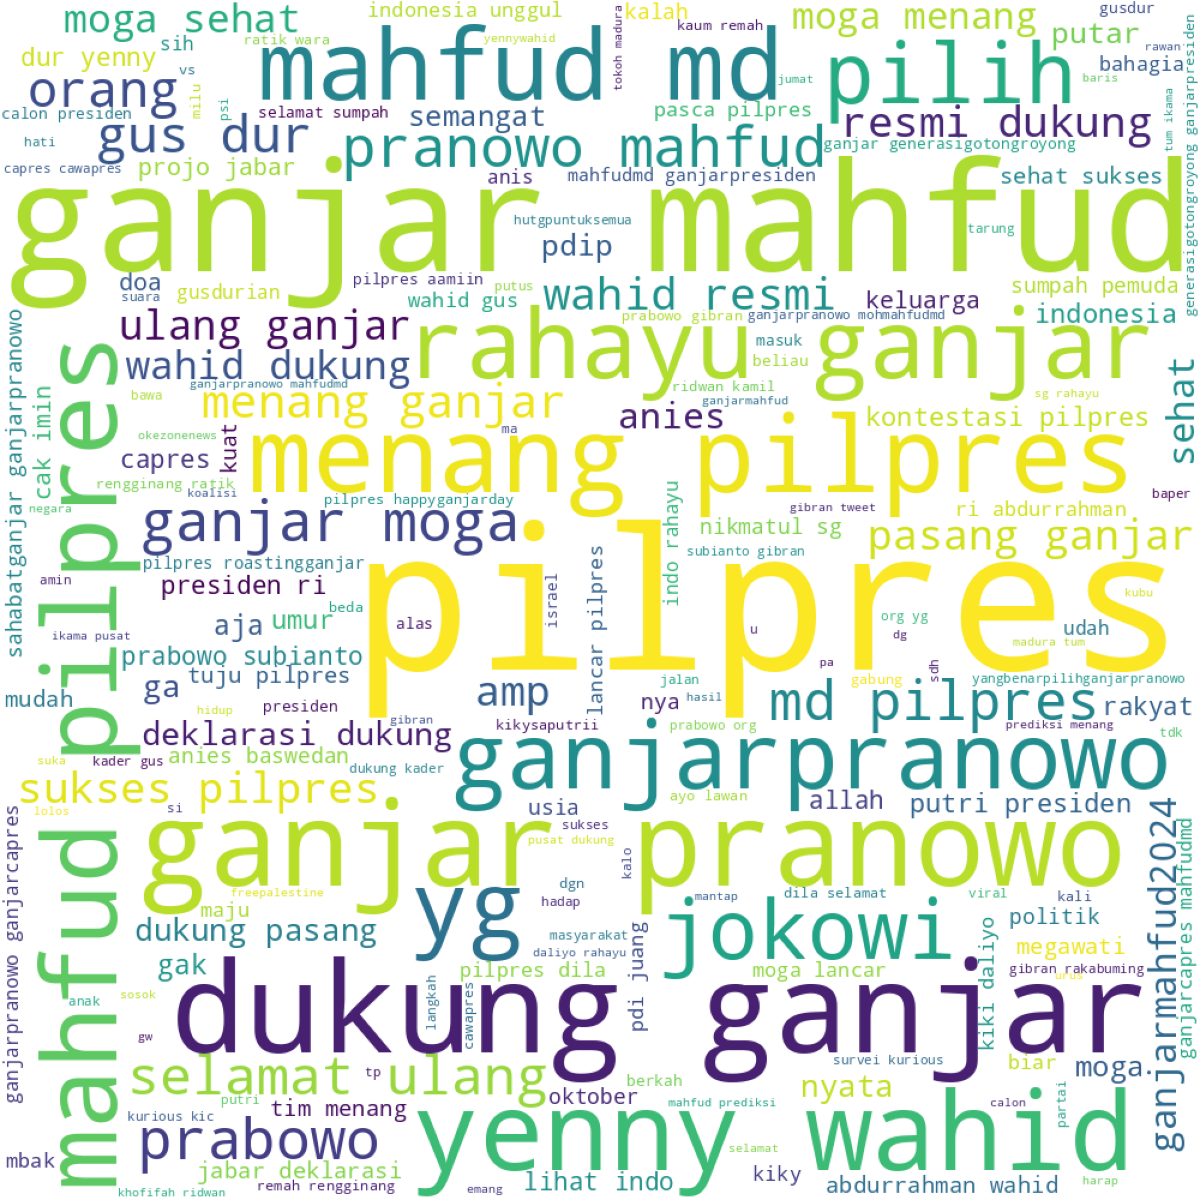 moga sehat
indonesia unggul
kalah
moga menang
gusdur
sih
ratik wara
yennywahid
kaum remah
putar
rawan
dur yenny
vs
mahfud md
tokoh madura
jumat
pilih
bahagia
baris
orang
milu
psi
calon presiden
selamat sumpah
semangat
pasca pilpres
resmi dukung
tum ikama
hati
gus dur
pranowo mahfud
ganjar generasigotongroyong
generasigotongroyong ganjarpresiden
capres cawapres
projo jabar
anis
mahfudmd ganjarpresiden
sehat sukses
ganjar mahfud
hutgpuntuksemua
tarung
pdip
doa
pilpres aamiin
putus
suara
gusdurian
wahid gus
wahid resmi
keluarga
sumpah pemuda
indonesia
ulang ganjar
prabowo gibran
ganjarpranowo mohmahfudmd
sahabatganjar ganjarpranowo
pilpres
wahid dukung
rahayu ganjar
masuk
beliau
sehat
cak imin
bawa
ganjarpranowo mahfudmd
ridwan kamil
sg rahayu
menang ganjar
ganjarmahfud
anies
kontestasi pilpres
okezonenews
kuat
ma
capres
menang pilpres
rengginang ratik
koalisi
baper
negara
pilpres happyganjarday
gibran tweet
ri abdurrahman
ganjar moga
nikmatul sg
pasang ganjar
indo rahayu
subianto gibran
pilpres roastingganjar
lancar pilpres
israel
amin
presiden ri
pilpres
kubu
beda
umur
org yg
aja
alas
u
udah
ikama pusat
dg
madura tum
prabowo subianto
pa
sdh
tuju pilpres
jalan
gabung
yangbenarpilihganjarpranowo
mudah
ga
amp
nya
hasil
md pilpres
rakyat
hidup
presiden
gibran
kikysaputrii
prabowo org
prediksi menang
tdk
deklarasi dukung
suka
kader gus
anies baswedan
dukung kader
ganjarpranowo
sukses pilpres
ayo lawan
lolos
si
usia
allah
putri presiden
ganjarpranowo ganjarcapres
mahfud
sukses
ganjar pranowo
pusat dukung
ganjarmahfud2024
ganjarcapres mahfudmd
kalo
freepalestine
dgn
mantap
dila selamat
viral
kali
maju
yg
hadap
jokowi
politik
dukung pasang
masyarakat
megawati
daliyo rahayu
pdi juang
gak
pilpres dila
moga lancar
kiki daliyo
gibran rakabuming
urus
anak
sosok
dukung ganjar
langkah
cawapres
gw
survei kurious
biar
moga
selamat ulang
tp
berkah
nyata
putri
oktober
mahfud prediksi
calon
partai
kurious kic
tim menang
prabowo
yenny wahid
selamat
mbak
jabar deklarasi
lihat indo
kiky
abdurrahman wahid
harap
khofifah ridwan
remah rengginang
emang